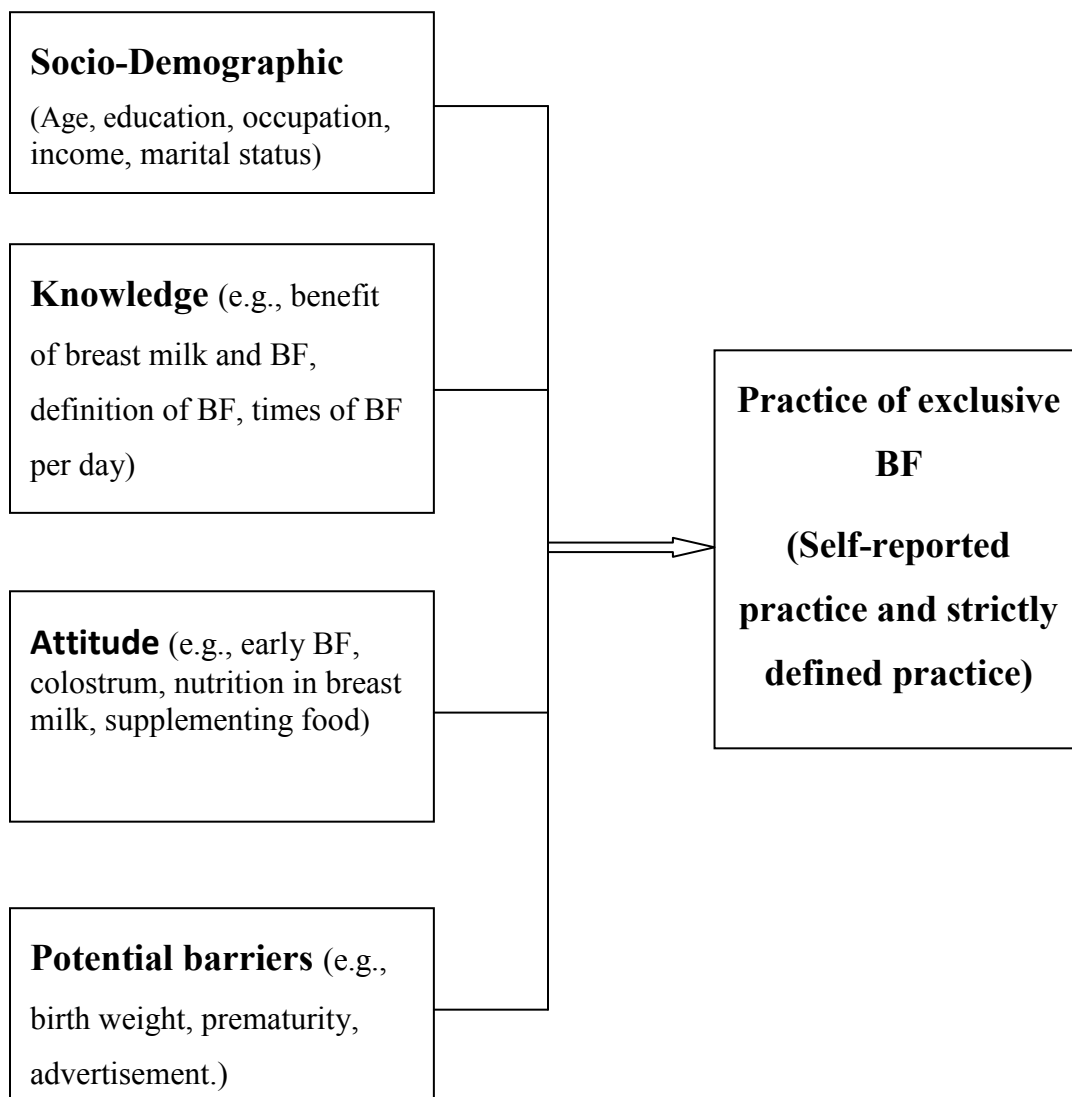 Socio-Demographic
(Age, education, occupation,
income, marital status)
Knowledge (e.g., benefit
of breast milk and BF,
definition of BF, times of BF
per day)
Attitude (e.g., early BF,
colostrum, nutrition in breast
milk, supplementing food)
Potential barriers (e.g.,
birth weight, prematurity,
advertisement.)
Practice of exclusive
BF
(Self-reported
practice and strictly
defined practice)